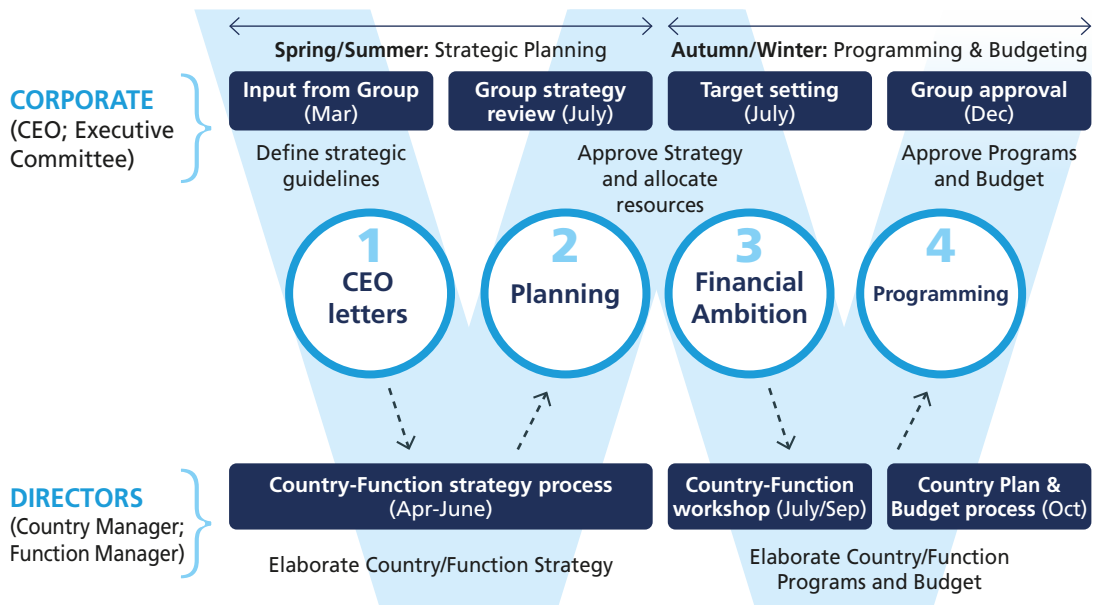 Spring/Summer: Strategic Planning
Autumn/Winter: Programming & Budgeting
CORPORATE
(CEO; Executive
Committee)
Input from Group
(Mar)
Group strategy
review (July)
Target setting
(July)
Group approval
(Dec)
Define strategic
guidelines
Approve Strategy
and allocate
resources
Approve Programs
and Budget
1
CEO
letters
2
Planning
3
Financial
Ambition
4
Programming
DIRECTORS
(Country Manager;
Function Manager)
Country-Function strategy process
(Apr-June)
Country-Function
workshop (July/Sep)
Country Plan &
Budget process (Oct)
Elaborate Country/Function Strategy
Elaborate Country/Function
Programs and Budget